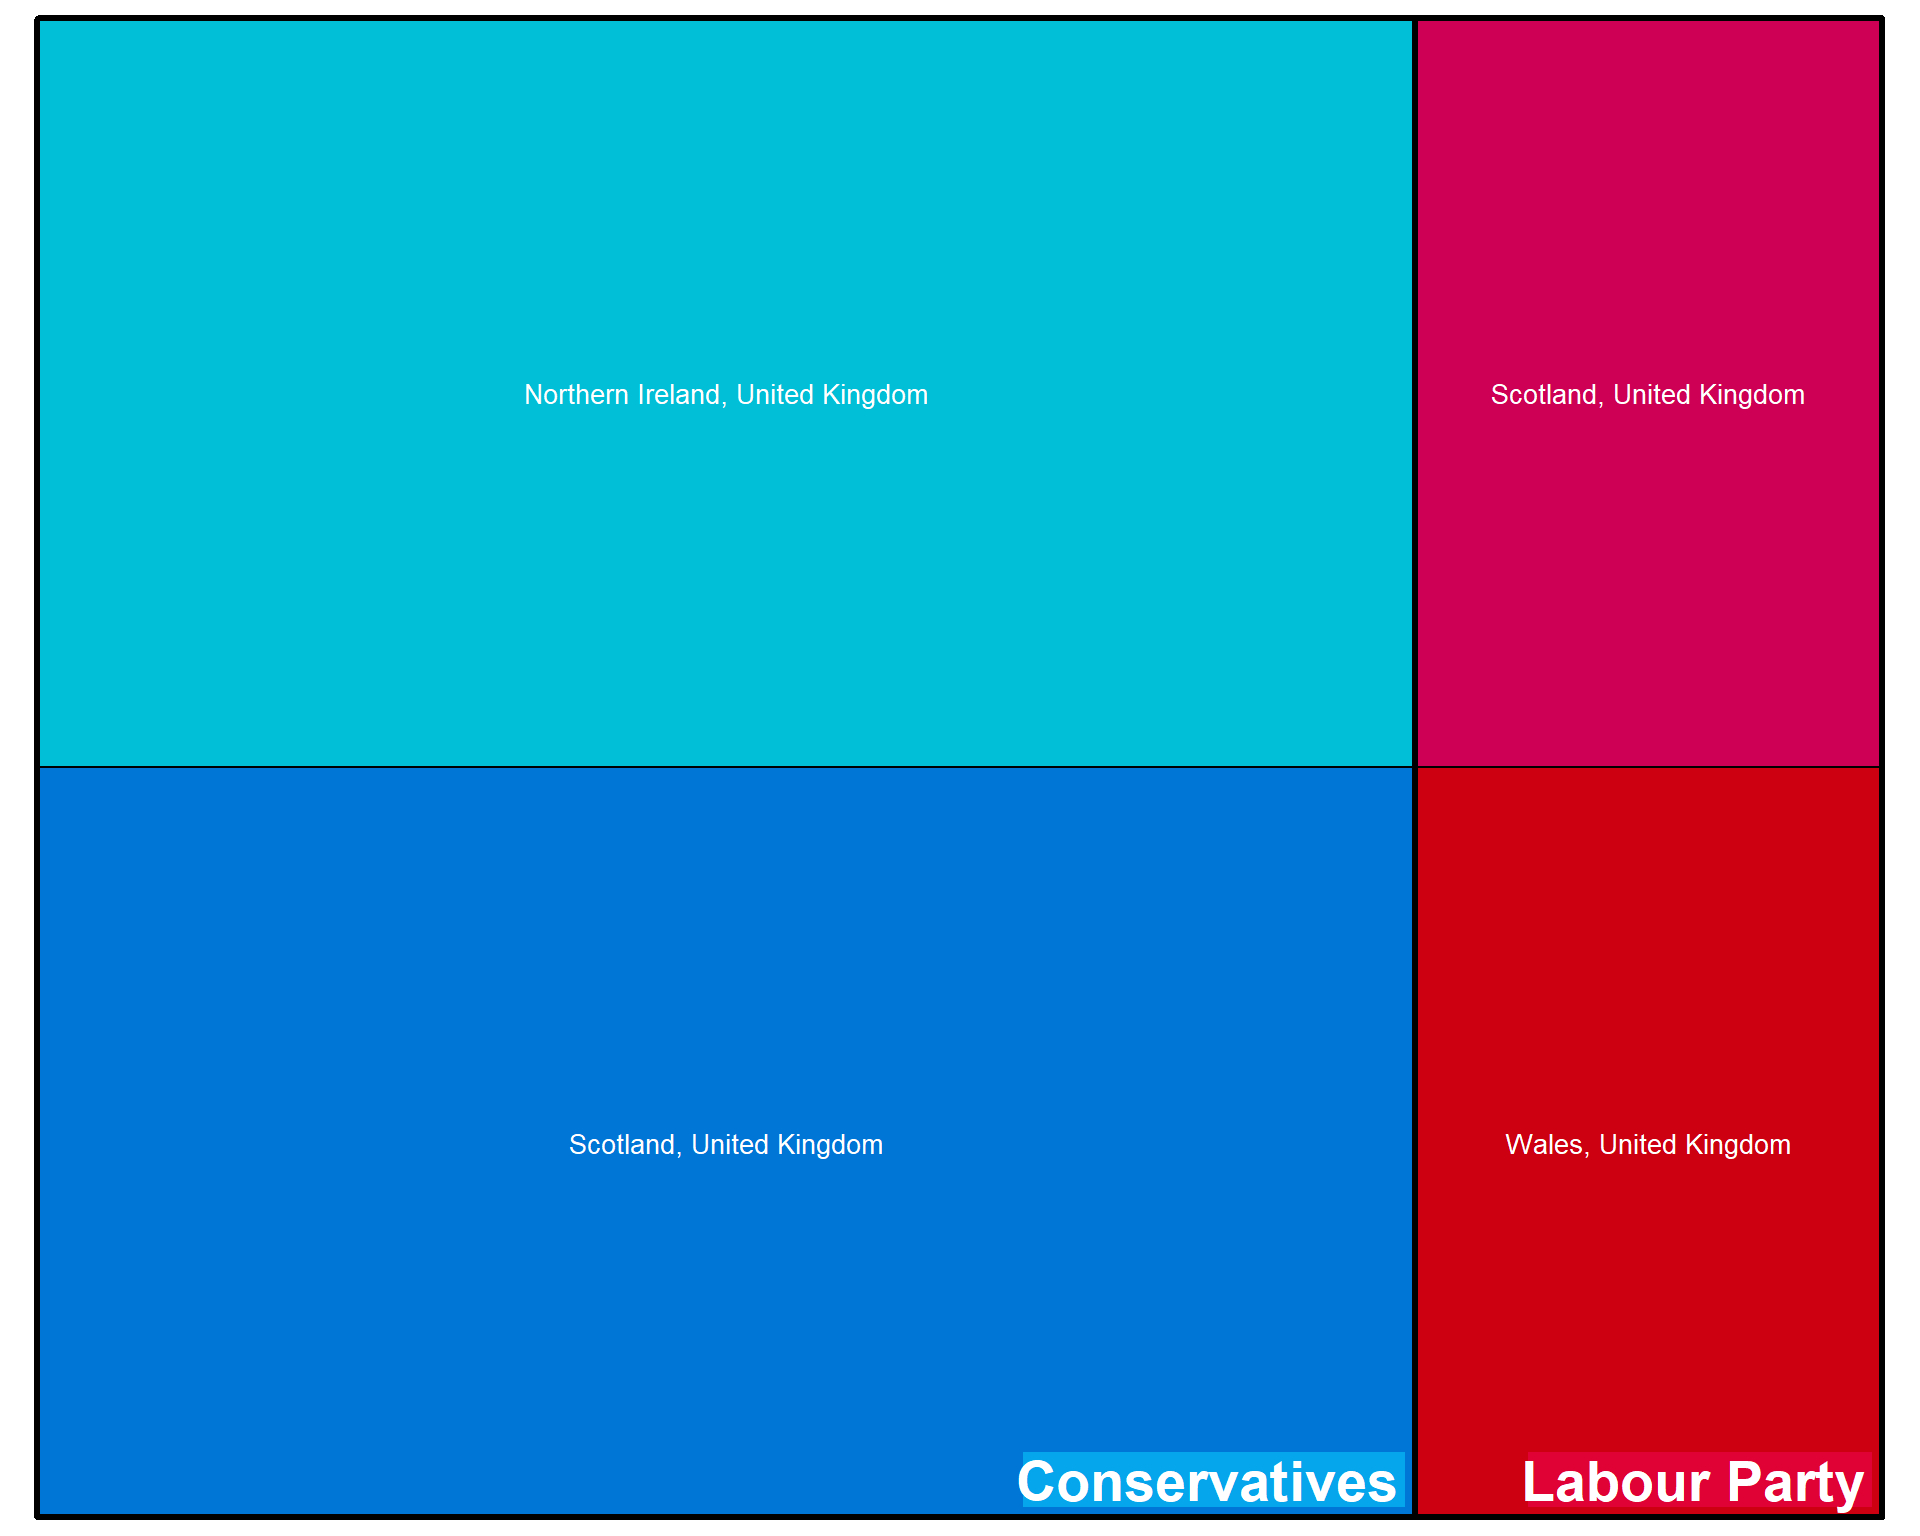 Northern Ireland, United Kingdom
Scotland, United Kingdom
Scotland, United Kingdom
Wales, United Kingdom
Conservatives
Labour Party